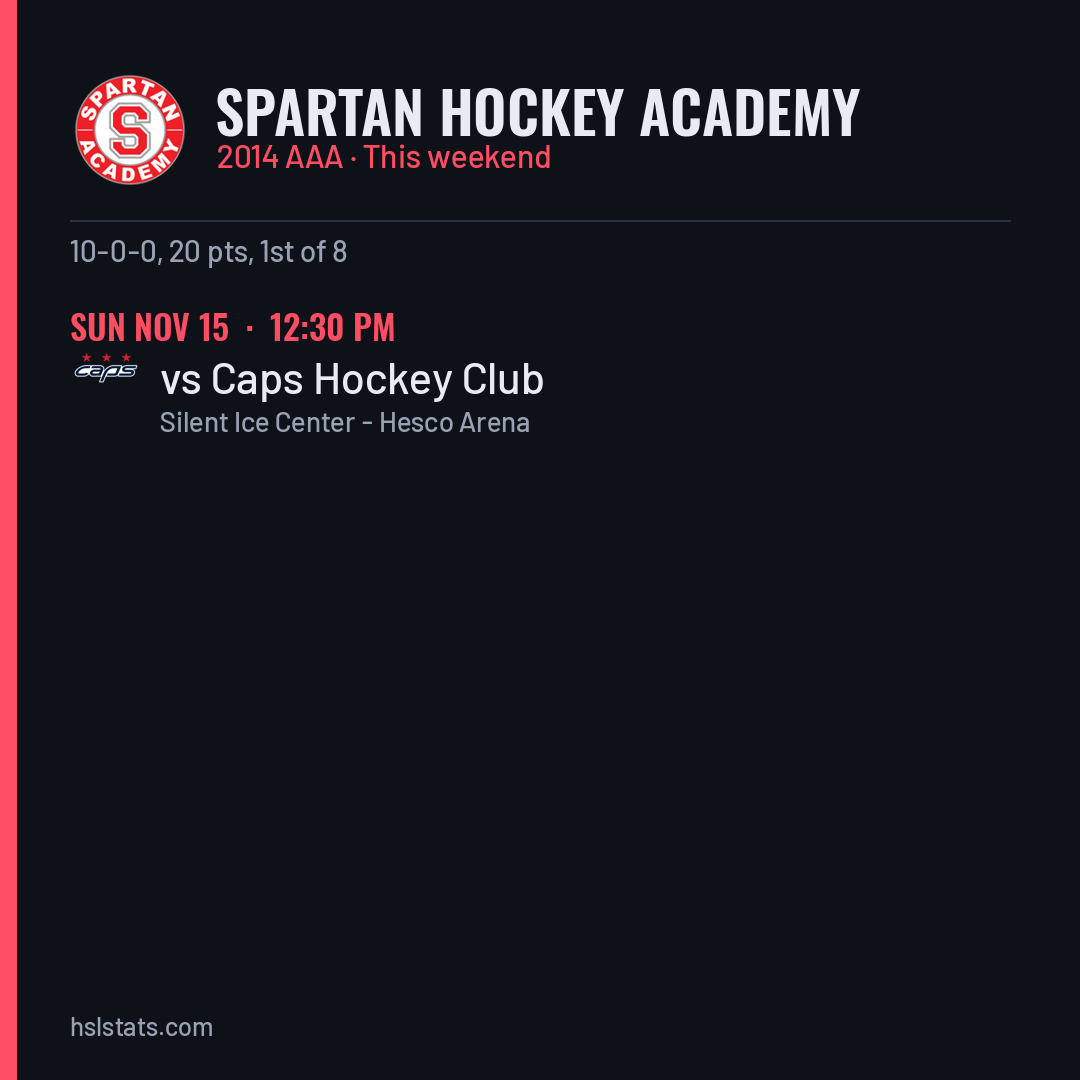 SPARTAN ACADEMY
S
SPARTAN HOCKEY ACADEMY
2014 AAA · This weekend
10-0-0, 20 pts, 1st of 8
SUN NOV 15 · 12:30 PM
caps
vs Caps Hockey Club
Silent Ice Center - Hesco Arena
hslstats.com